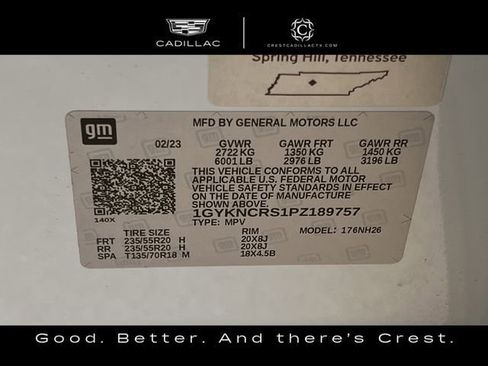 CADILLAC
CRESTCADILLACTX.COM
Spring Hill, Tennessee
gm
MFD BY GENERAL MOTORS LLC
02/23 GVWR GAWR FRT GAWR RR
2722 KG 1350 KG 1450 KG
6001 LB 2976 LB 3196 LB
THIS VEHICLE CONFORMS TO ALL
APPLICABLE U.S. FEDERAL MOTOR
VEHICLE SAFETY STANDARDS IN EFFECT
ON THE DATE OF MANUFACTURE
SHOWN ABOVE.
140X
1GYKNCRS1PZ189757
TYPE: MPV MODEL: 176NH26
TIRE SIZE RIM
FRT 235/55R20 H 20X8J
RR 235/55R20 H 20X8J
SPA T135/70R18 M 18X4.5B
Good. Better. And there's Crest.